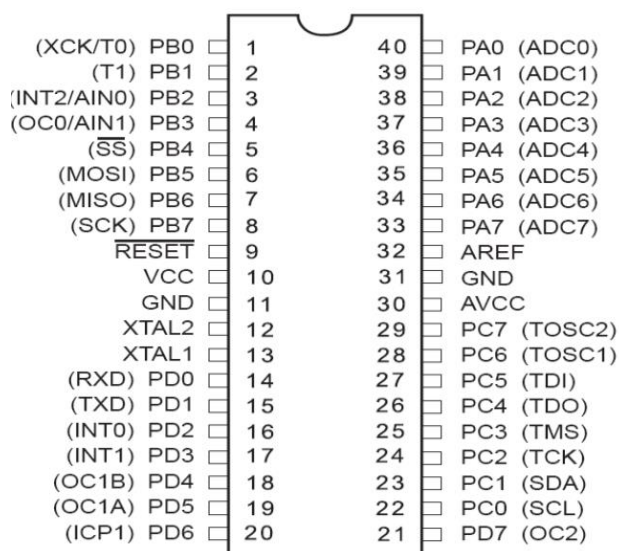 (XCK/T0) PB0 1 40 PA0 (ADC0)
(T1) PB1 2 39 PA1 (ADC1)
(INT2/AIN0) PB2 3 38 PA2 (ADC2)
(OC0/AIN1) PB3 4 37 PA3 (ADC3)
(SS) PB4 5 36 PA4 (ADC4)
(MOSI) PB5 6 35 PA5 (ADC5)
(MISO) PB6 7 34 PA6 (ADC6)
(SCK) PB7 8 33 PA7 (ADC7)
RESET 9 32 AREF
VCC 10 31 GND
GND 11 30 AVCC
XTAL2 12 29 PC7 (TOSC2)
XTAL1 13 28 PC6 (TOSC1)
(RXD) PD0 14 27 PC5 (TDI)
(TXD) PD1 15 26 PC4 (TDO)
(INT0) PD2 16 25 PC3 (TMS)
(INT1) PD3 17 24 PC2 (TCK)
(OC1B) PD4 18 23 PC1 (SDA)
(OC1A) PD5 19 22 PC0 (SCL)
(ICP1) PD6 20 21 PD7 (OC2)